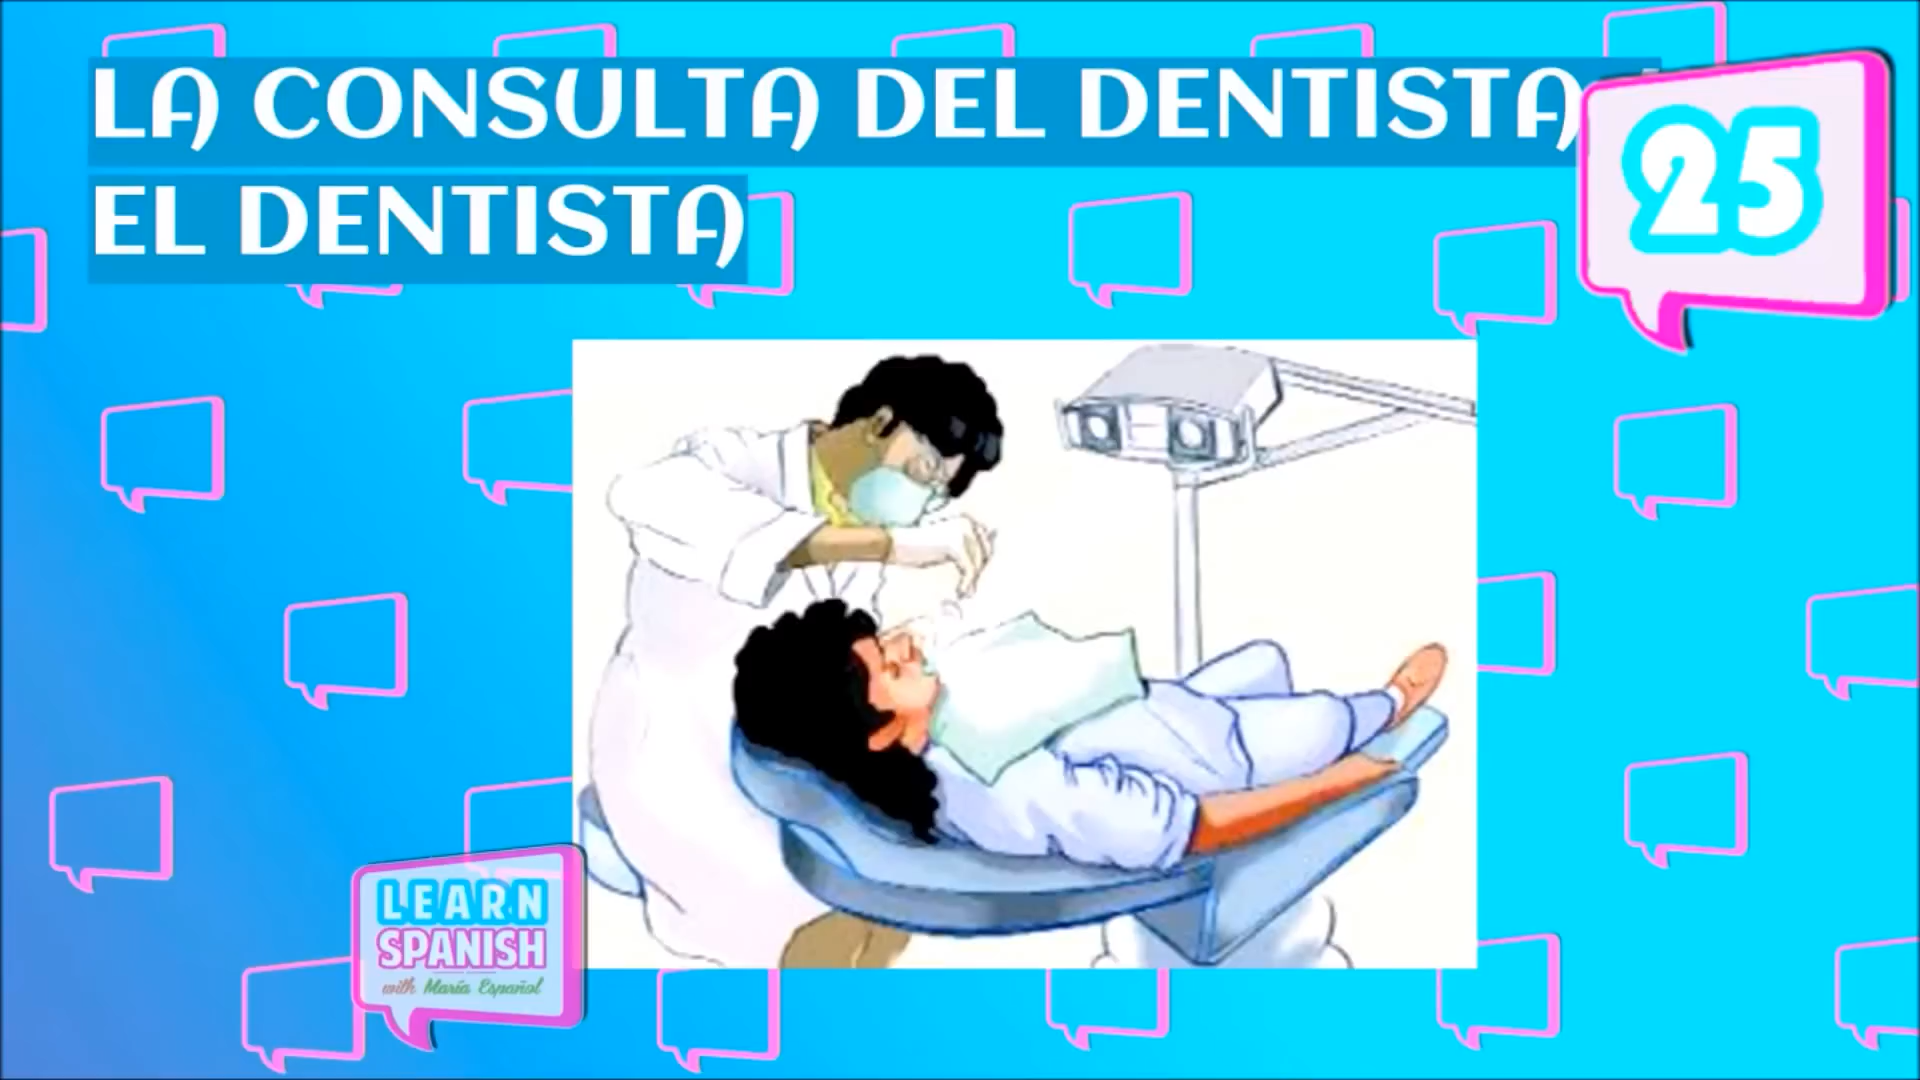 LA CONSULTA DEL DENTISTA
EL DENTISTA
25
LEARN
SPANISH
with María Español